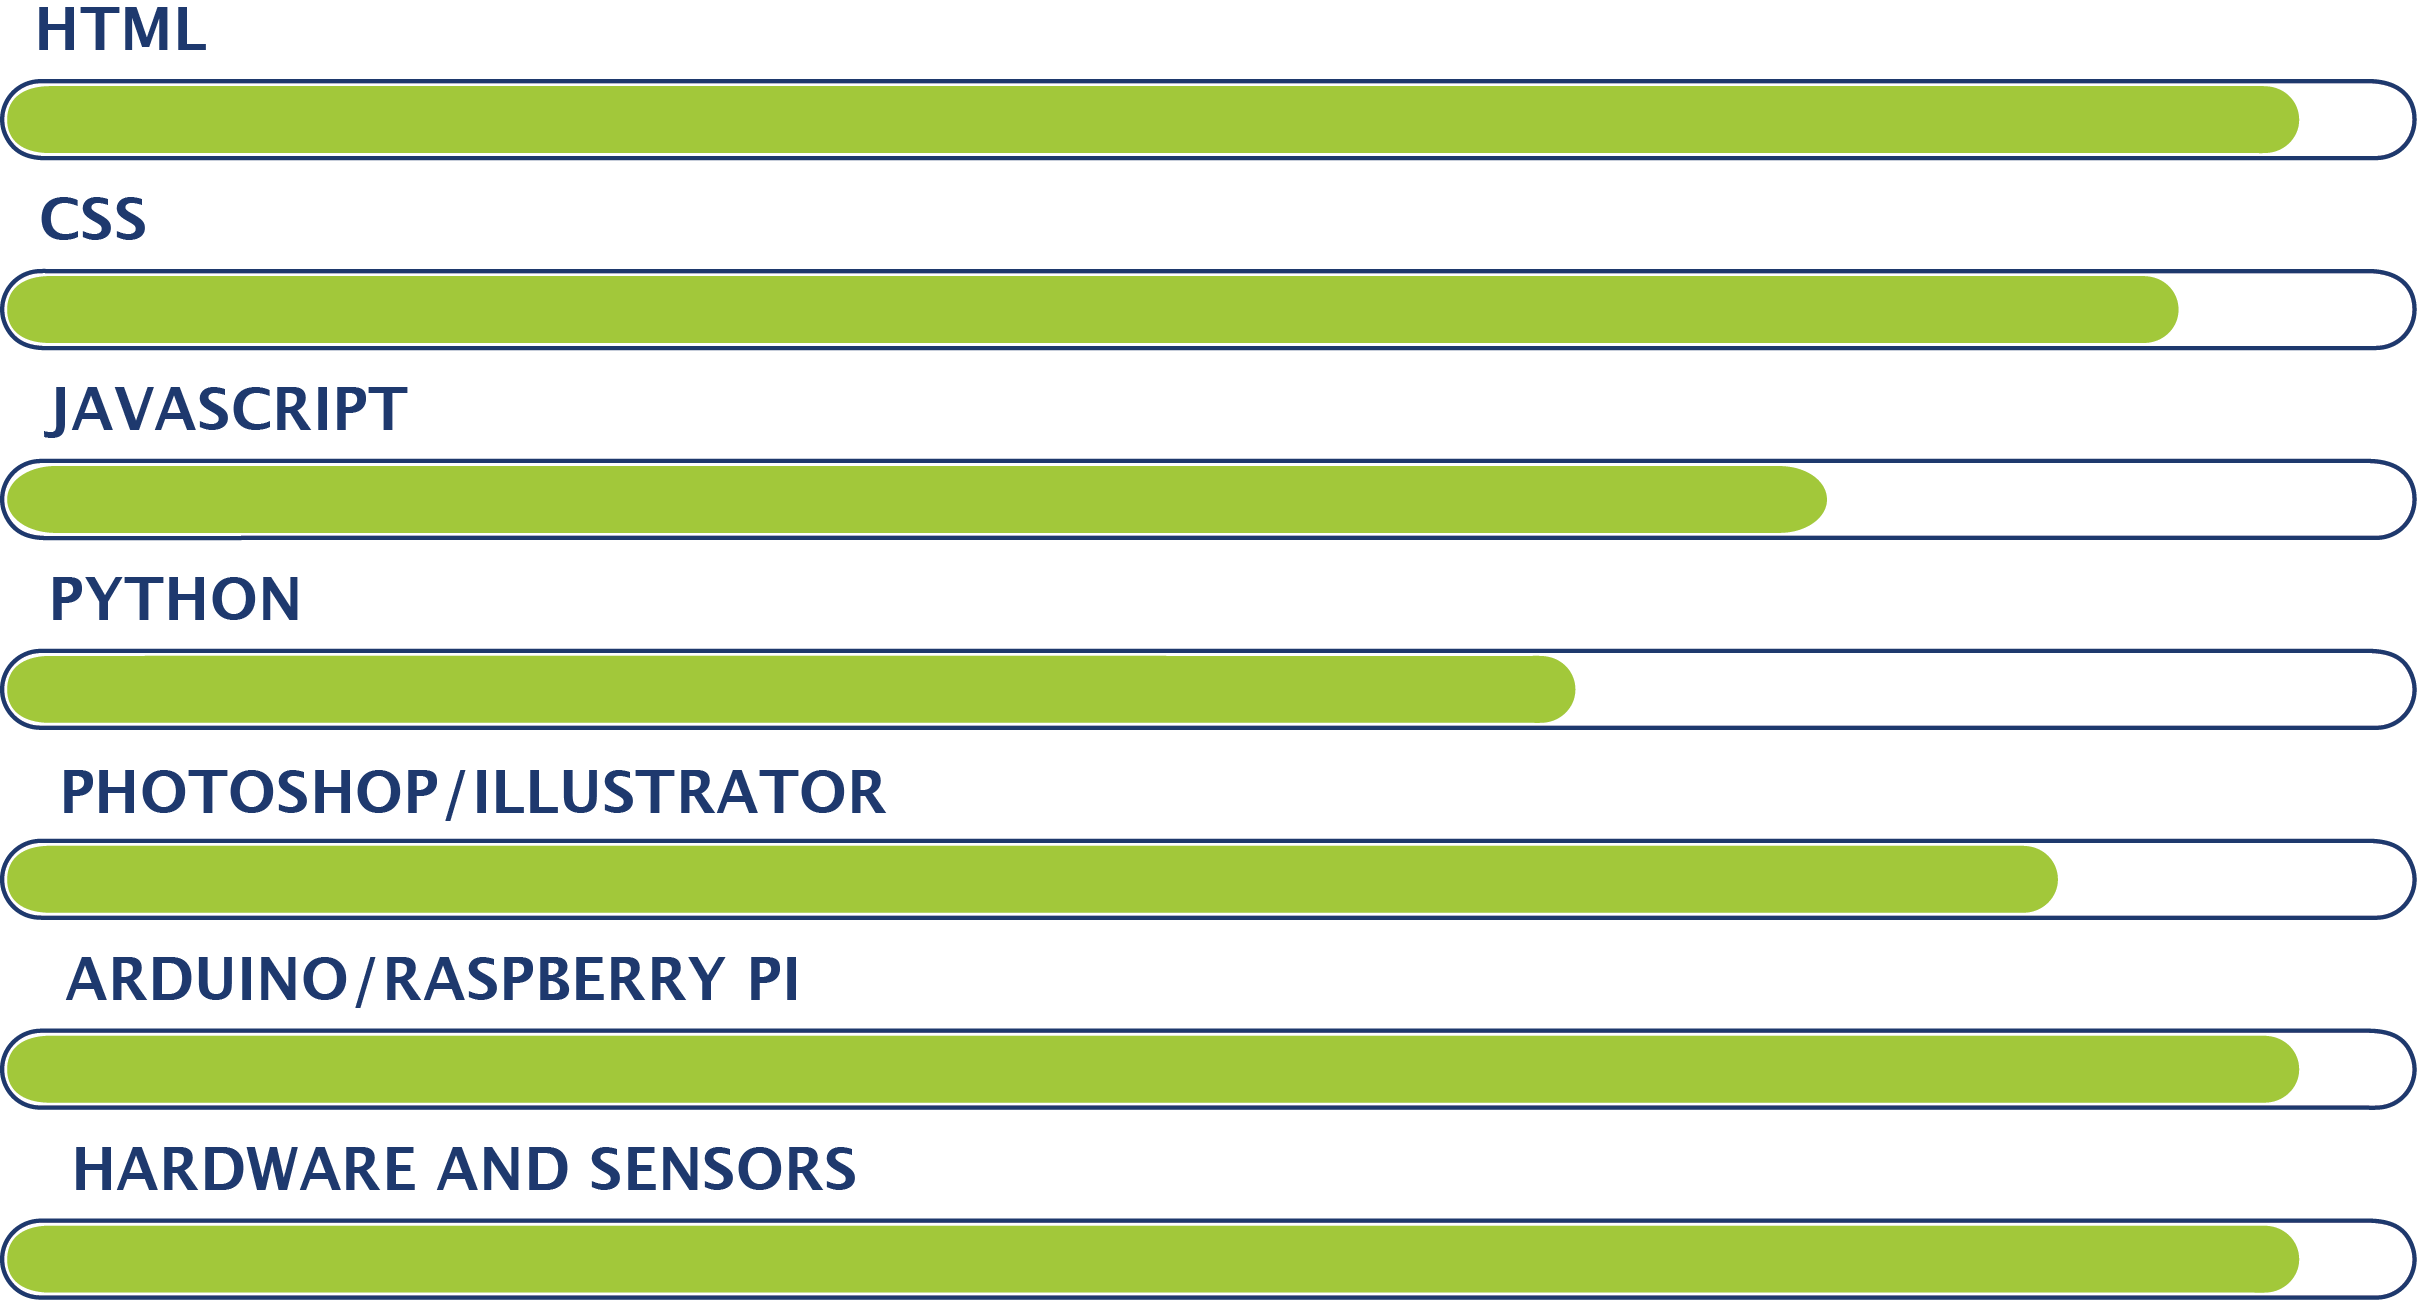 HTML
CSS
JAVASCRIPT
PYTHON
PHOTOSHOP/ILLUSTRATOR
ARDUINO/RASPBERRY PI
HARDWARE AND SENSORS